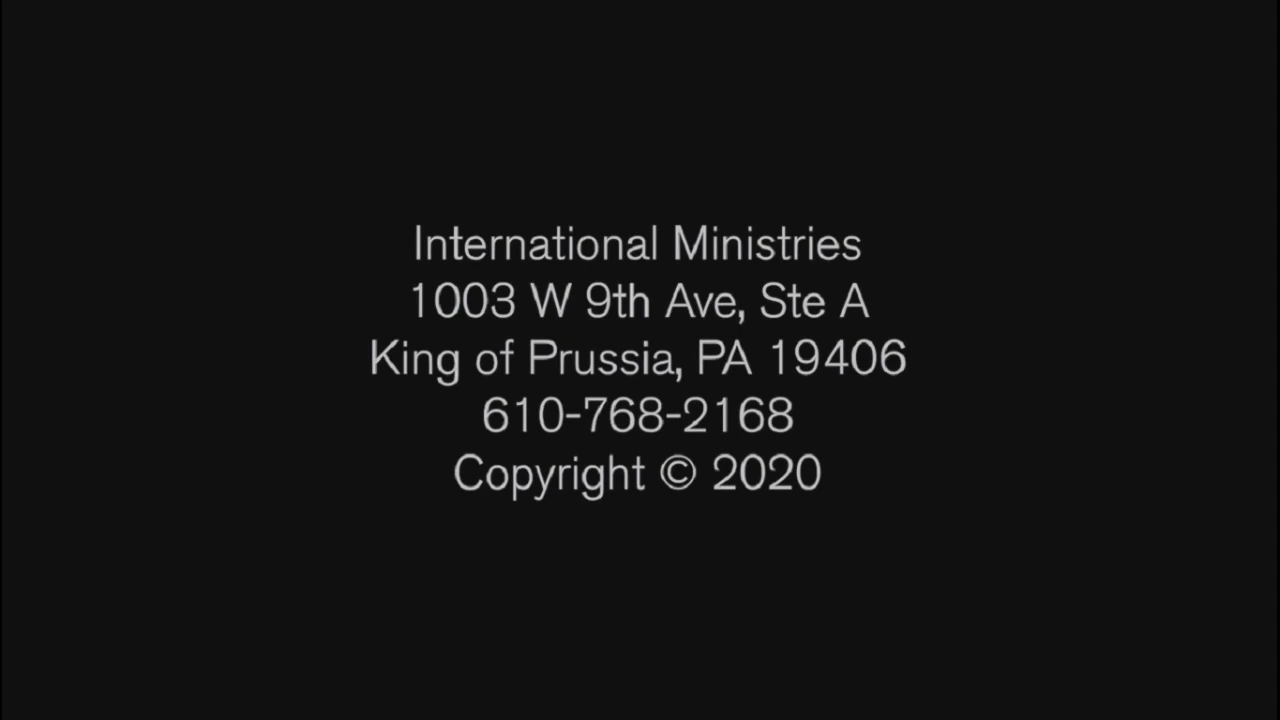 International Ministries
1003 W 9th Ave, Ste A
King of Prussia, PA 19406
610-768-2168
Copyright © 2020